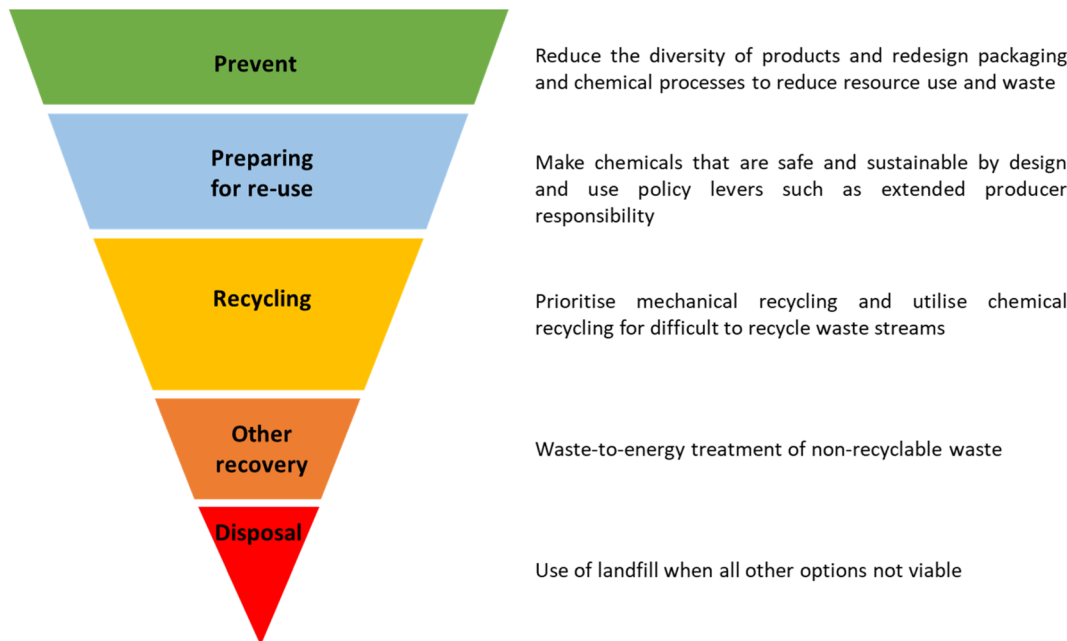 Prevent
Reduce the diversity of products and redesign packaging
and chemical processes to reduce resource use and waste
Preparing
for re-use
Make chemicals that are safe and sustainable by design
and use policy levers such as extended producer
responsibility
Recycling
Prioritise mechanical recycling and utilise chemical
recycling for difficult to recycle waste streams
Other
recovery
Waste-to-energy treatment of non-recyclable waste
Disposal
Use of landfill when all other options not viable